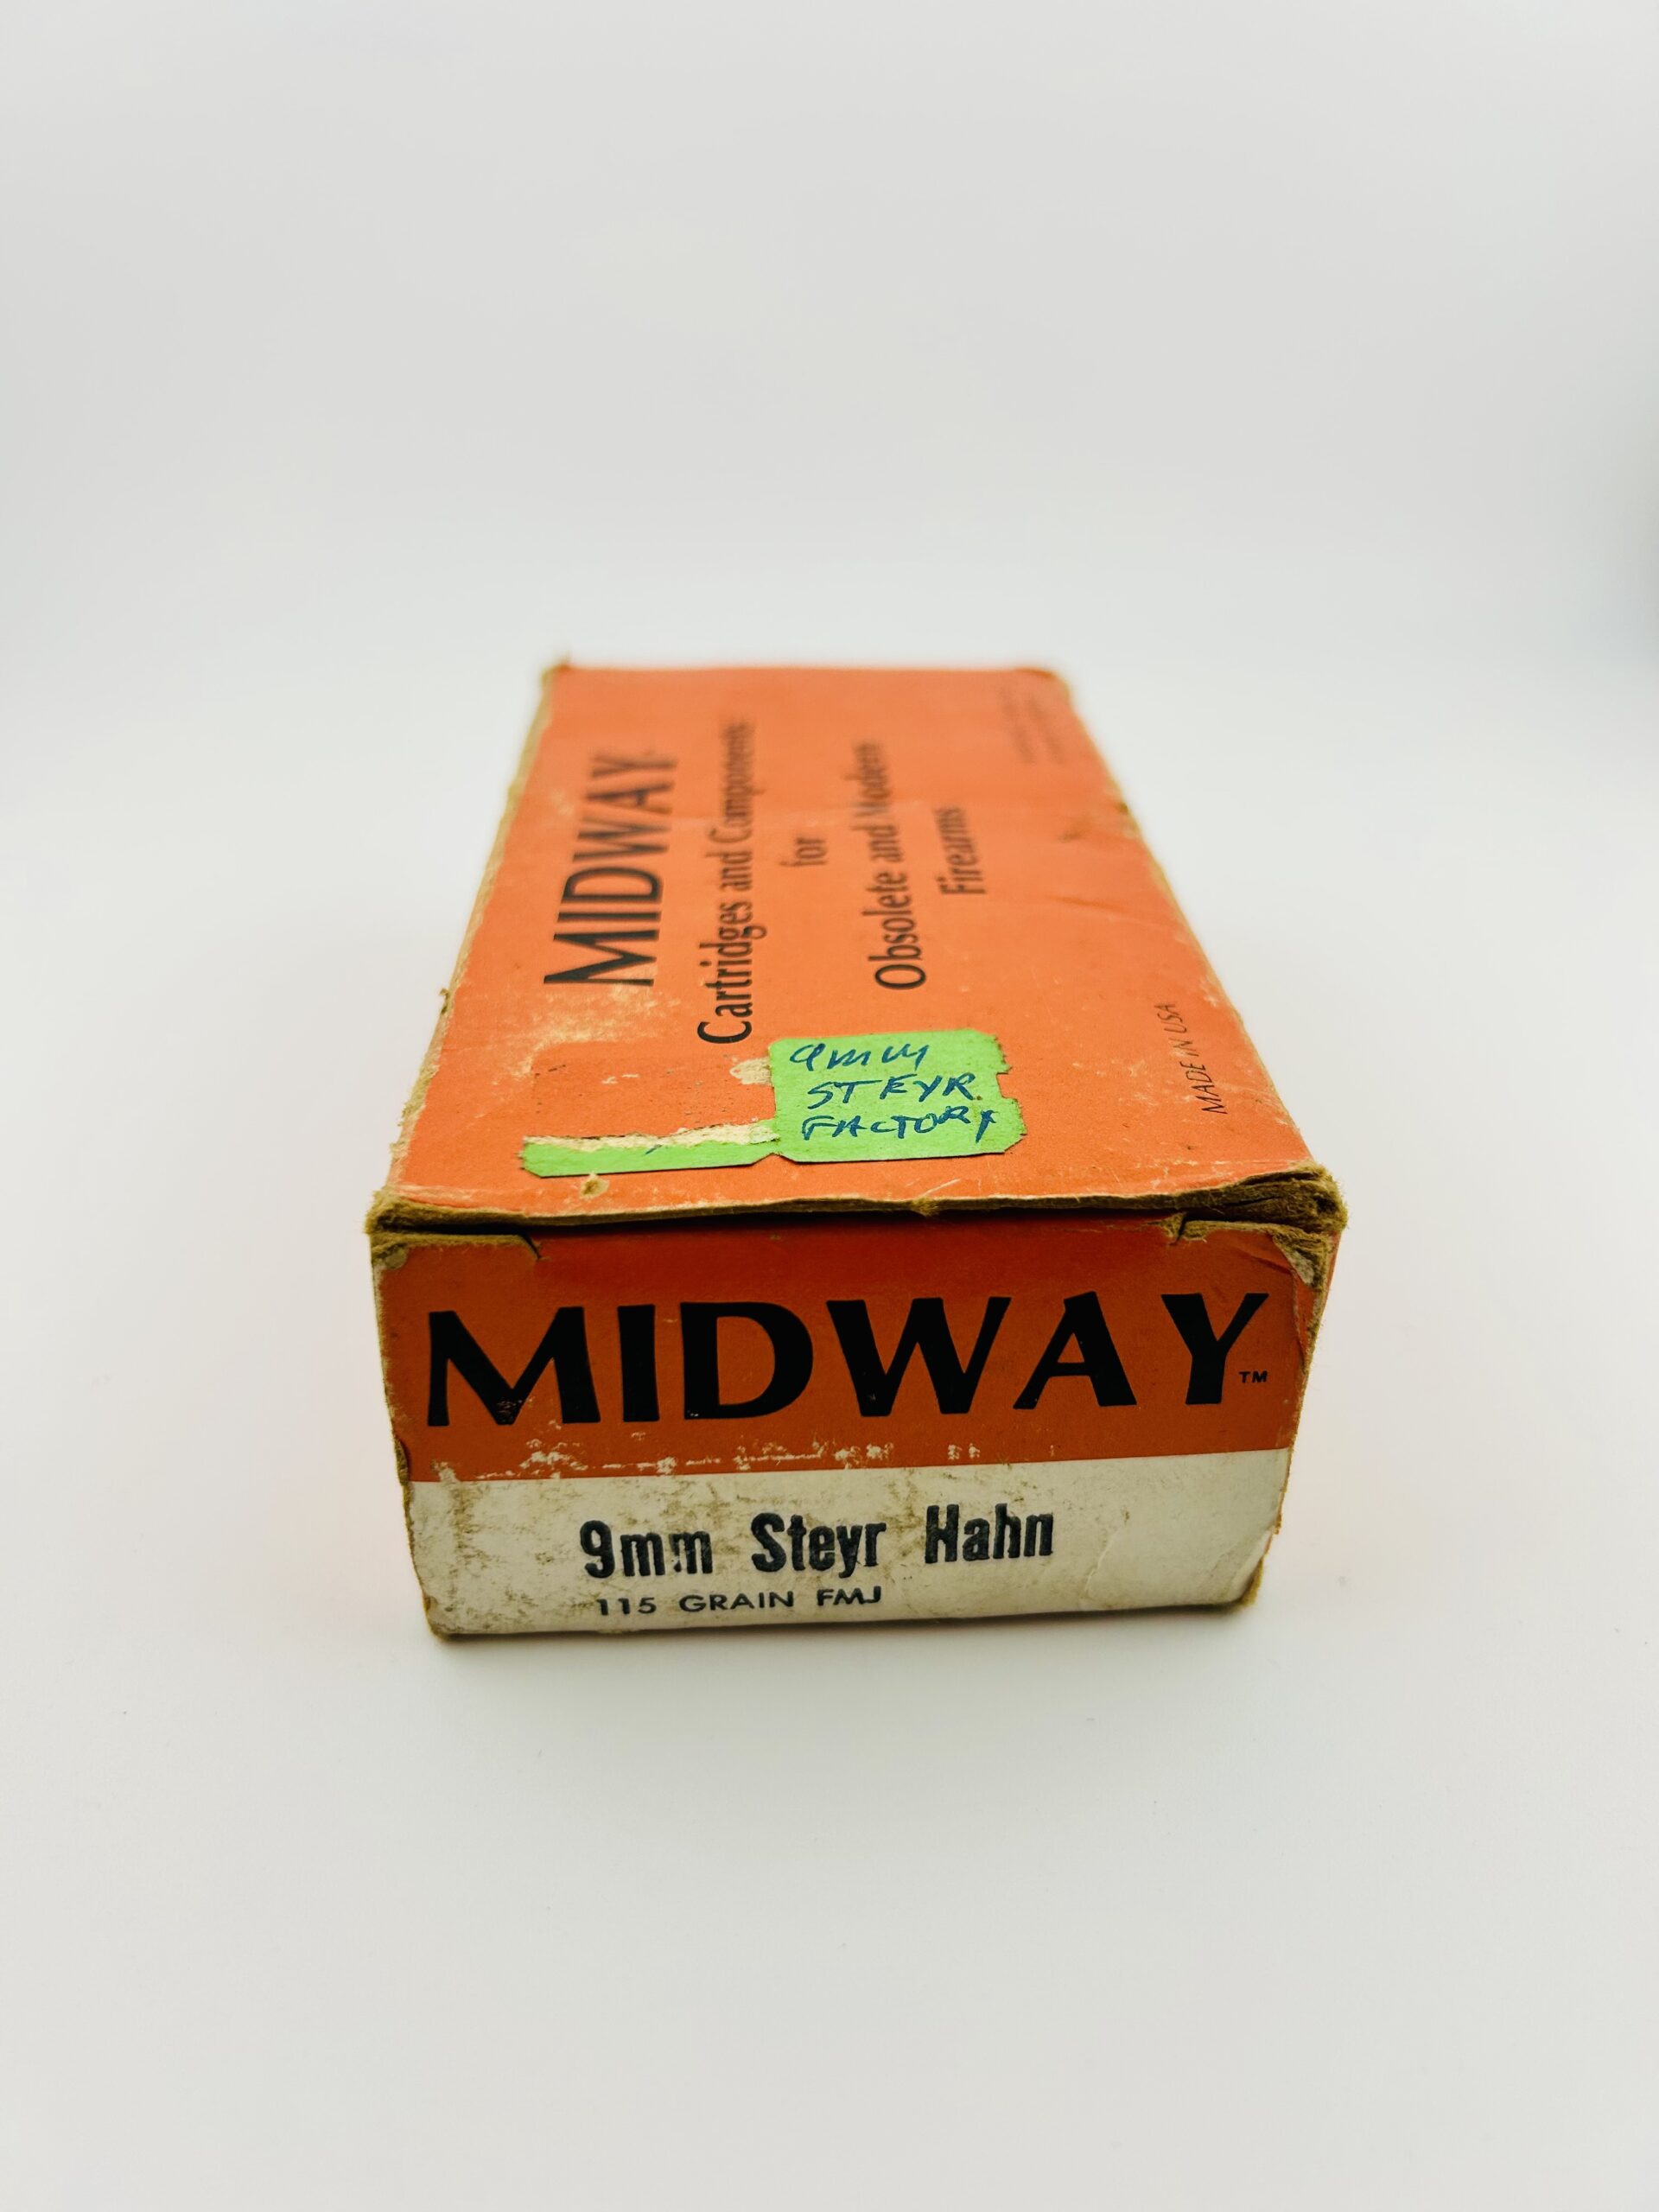 MIDWAY
Cartridges and Components
for
Obsolete and Modern
Firearms
MADE IN USA
9mm
STEYR
FACTORY
MIDWAY™
9mm Steyr Hahn
115 GRAIN FMJ